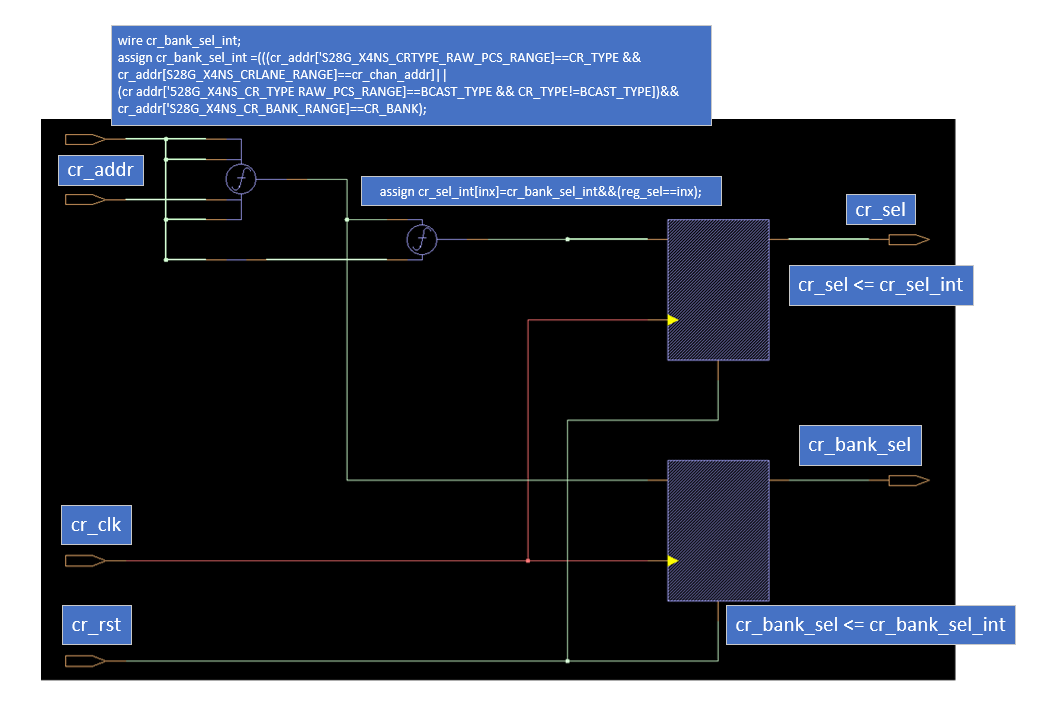 wire cr_bank_sel_int;
assign cr_bank_sel_int =(((cr_addr['S28G_X4NS_CRTYPE_RAW_PCS_RANGE]==CR_TYPE &&
cr_addr[S28G_X4NS_CRLANE_RANGE]==cr_chan_addr]||
(cr addr['528G_X4NS_CR_TYPE RAW_PCS_RANGE]==BCAST_TYPE && CR_TYPE!=BCAST_TYPE])&&
cr_addr['S28G_X4NS_CR_BANK_RANGE]==CR_BANK);
cr_addr
assign cr_sel_int[inx]=cr_bank_sel_int&&(reg_sel==inx);
cr_sel
cr_sel <= cr_sel_int
cr_bank_sel
cr_clk
cr_rst
cr_bank_sel <= cr_bank_sel_int